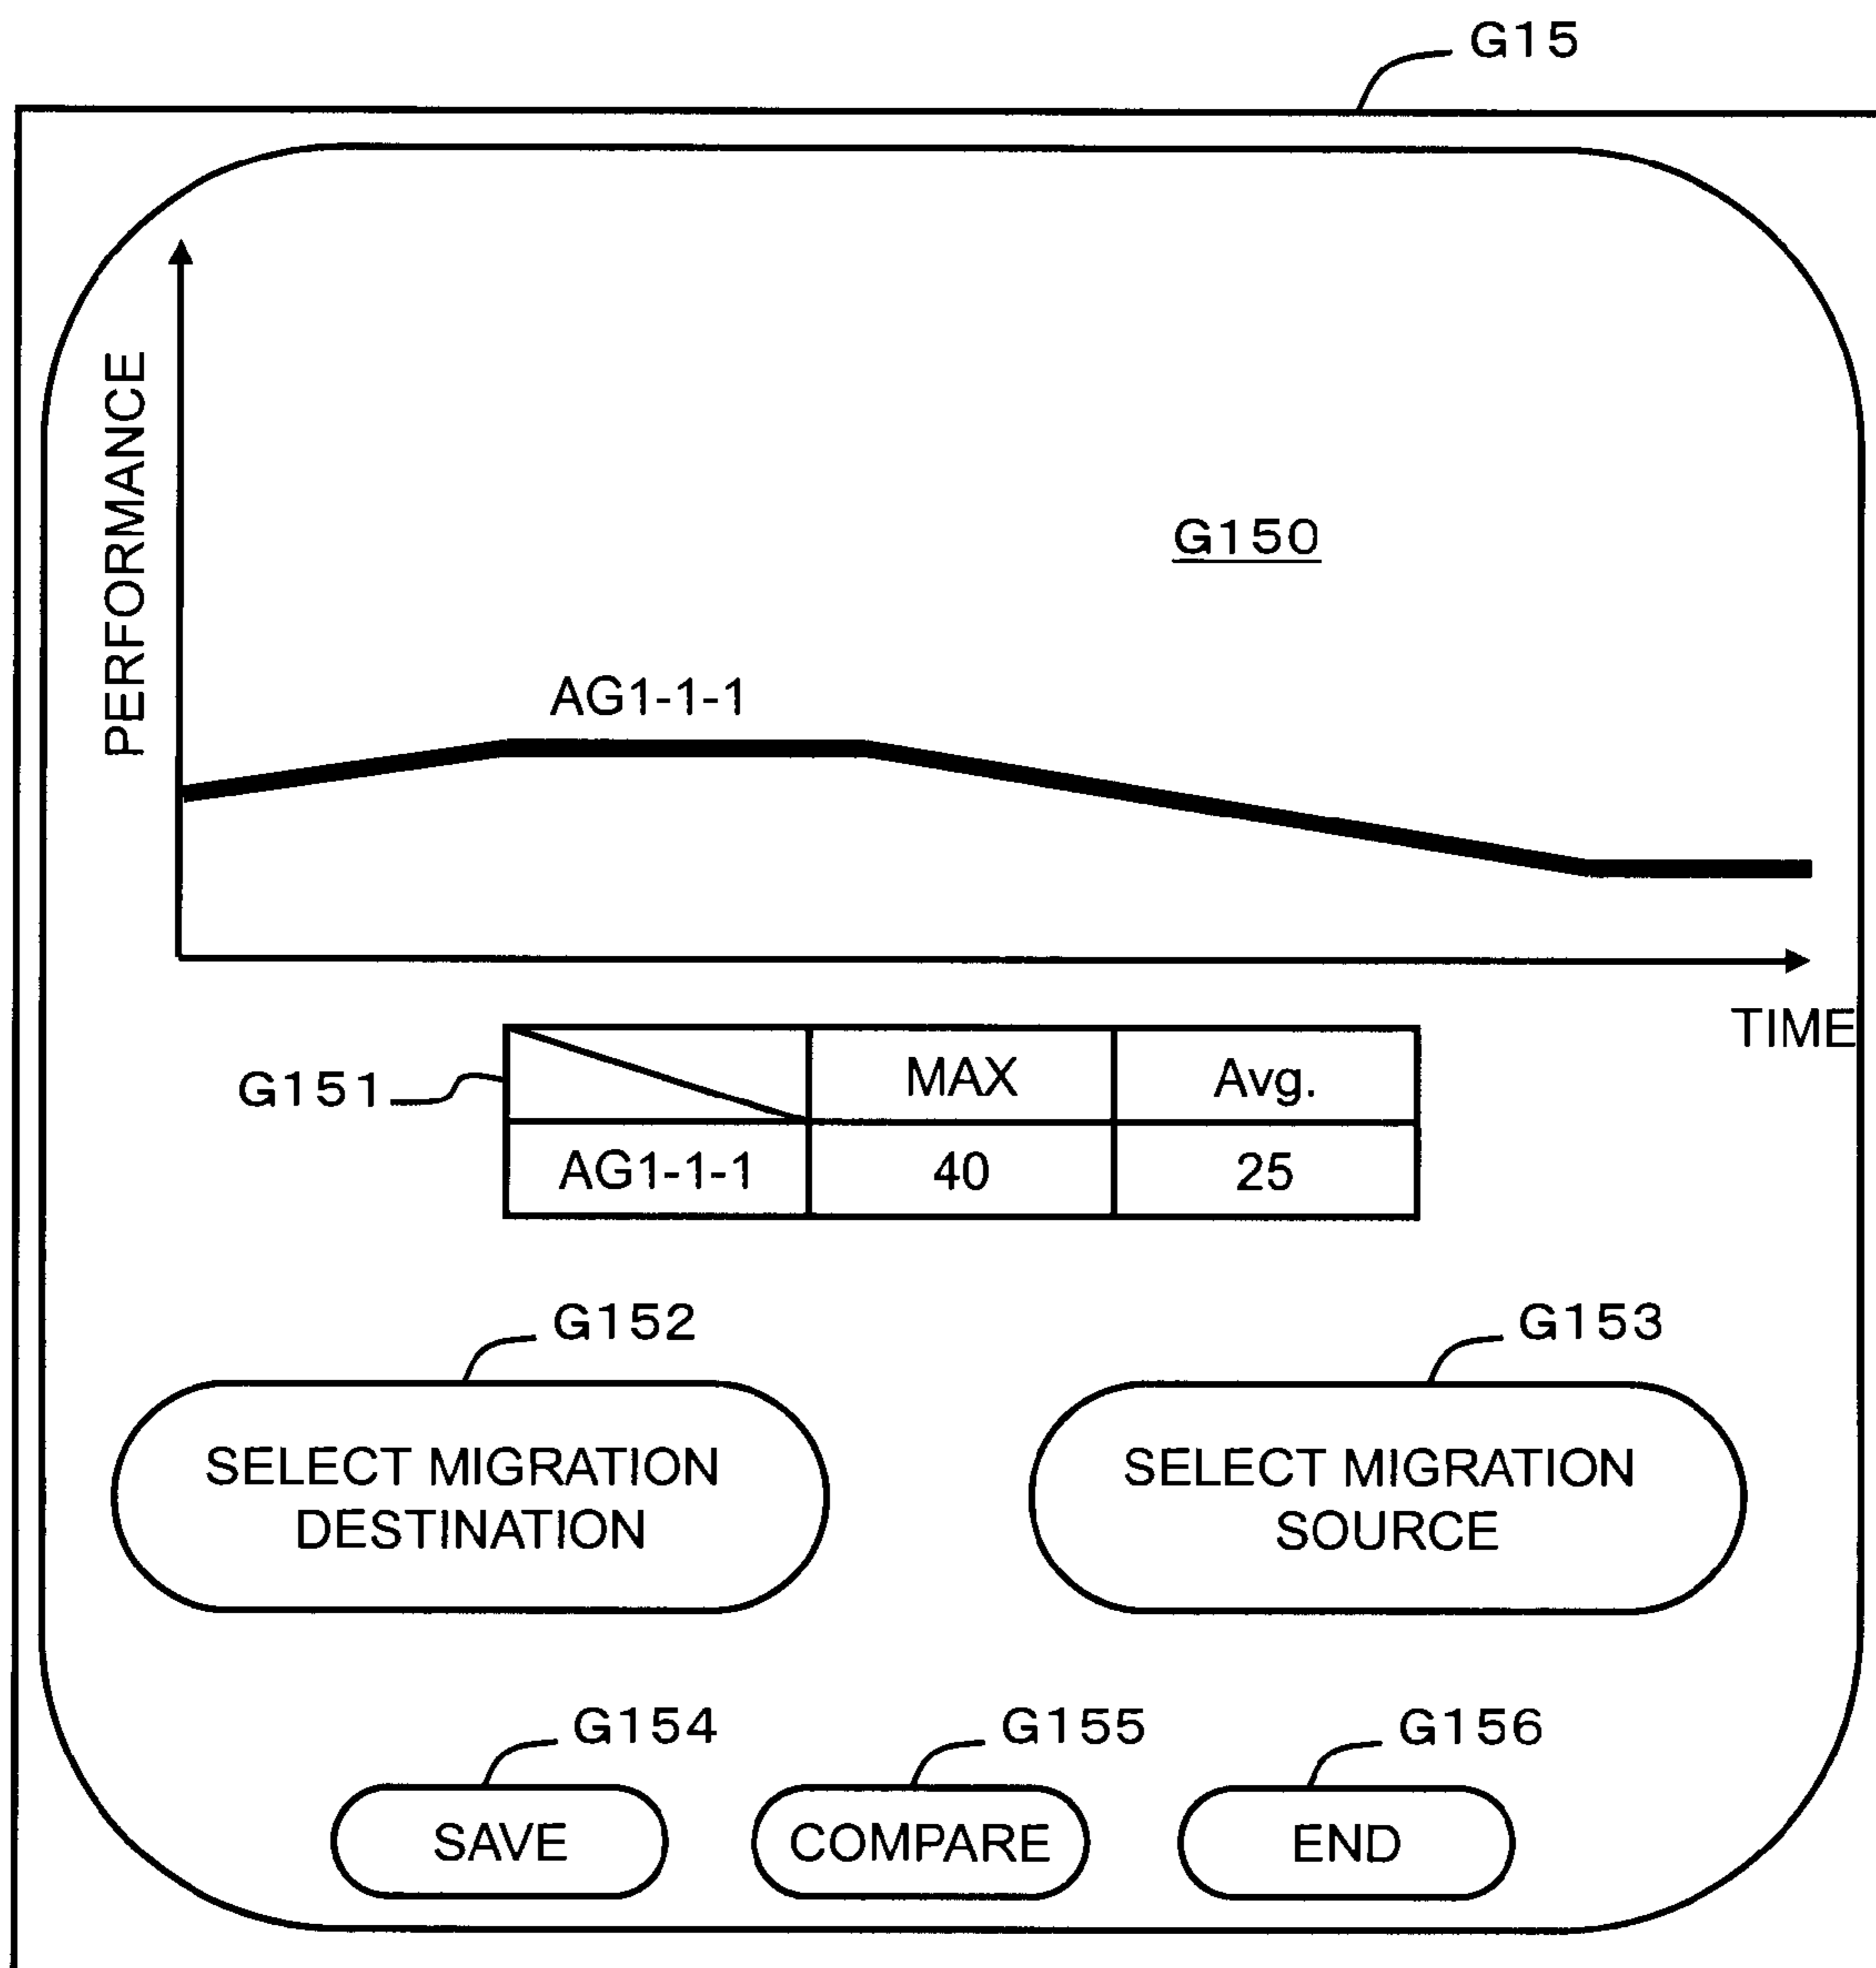 G15
PERFORMANCE
G150
AG1-1-1
TIME
G151
MAX Avg.
AG1-1-1 40 25
G152 G153
SELECT MIGRATION
DESTINATION
SELECT MIGRATION
SOURCE
G154 G155 G156
SAVE COMPARE END